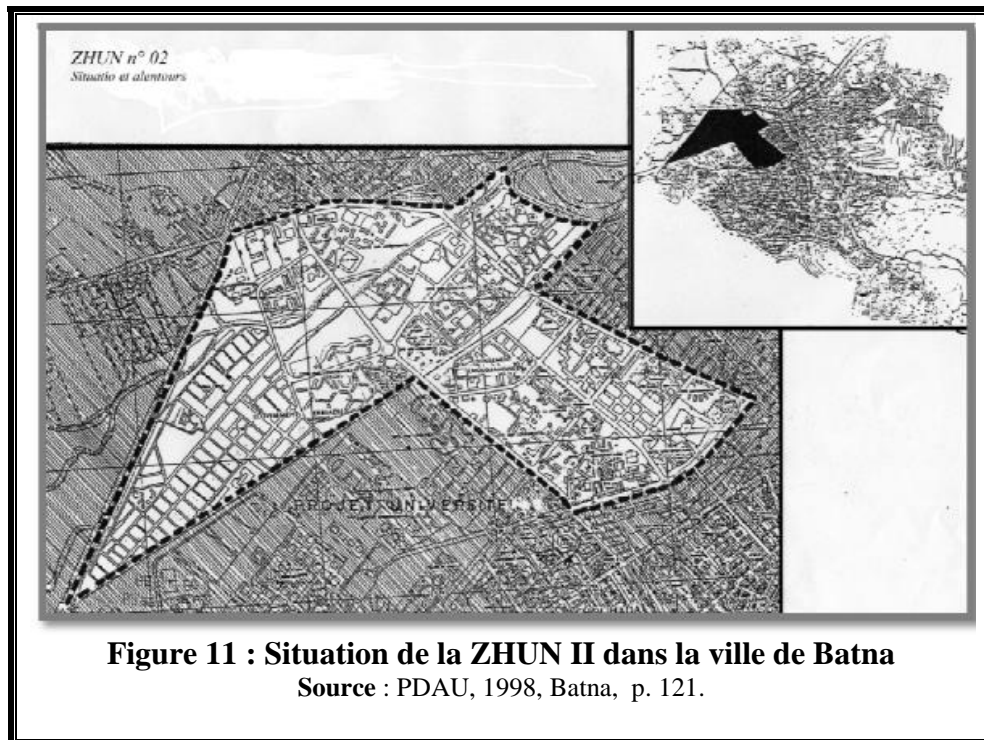 ZHUN n° 02
Situatio et alentours
PROJET UNIVERSITE
Figure 11 : Situation de la ZHUN II dans la ville de Batna
Source : PDAU, 1998, Batna, p. 121.